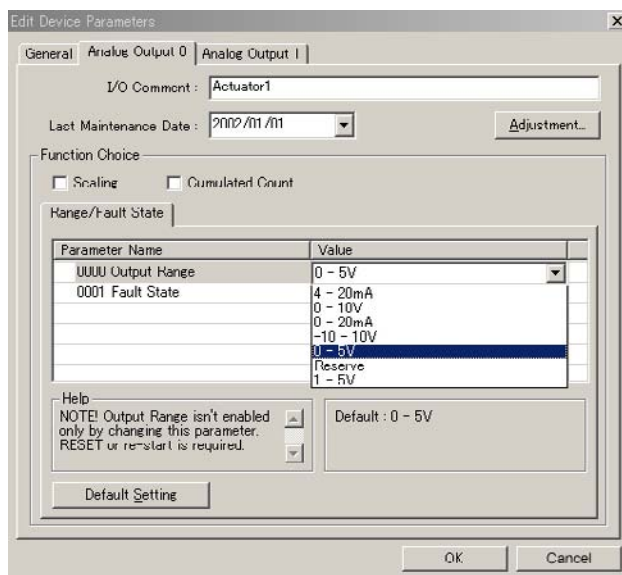 Edit Device Parameters
General
Analog Output 0
Analog Output 1
I/O Comment :
Actuator1
Last Maintenance Date :
2002/01/01
Adjustment...
Function Choice
Scaling
Cumulated Count
Range/Fault State
Parameter Name
Value
0000 Output Range
0 - 5V
0001 Fault State
4 - 20mA
0 - 10V
0 - 20mA
-10 - 10V
0 - 5V
Reserve
1 - 5V
Help
NOTE! Output Range isn't enabled
only by changing this parameter.
RESET or re-start is required.
Default : 0 - 5V
Default Setting
OK
Cancel